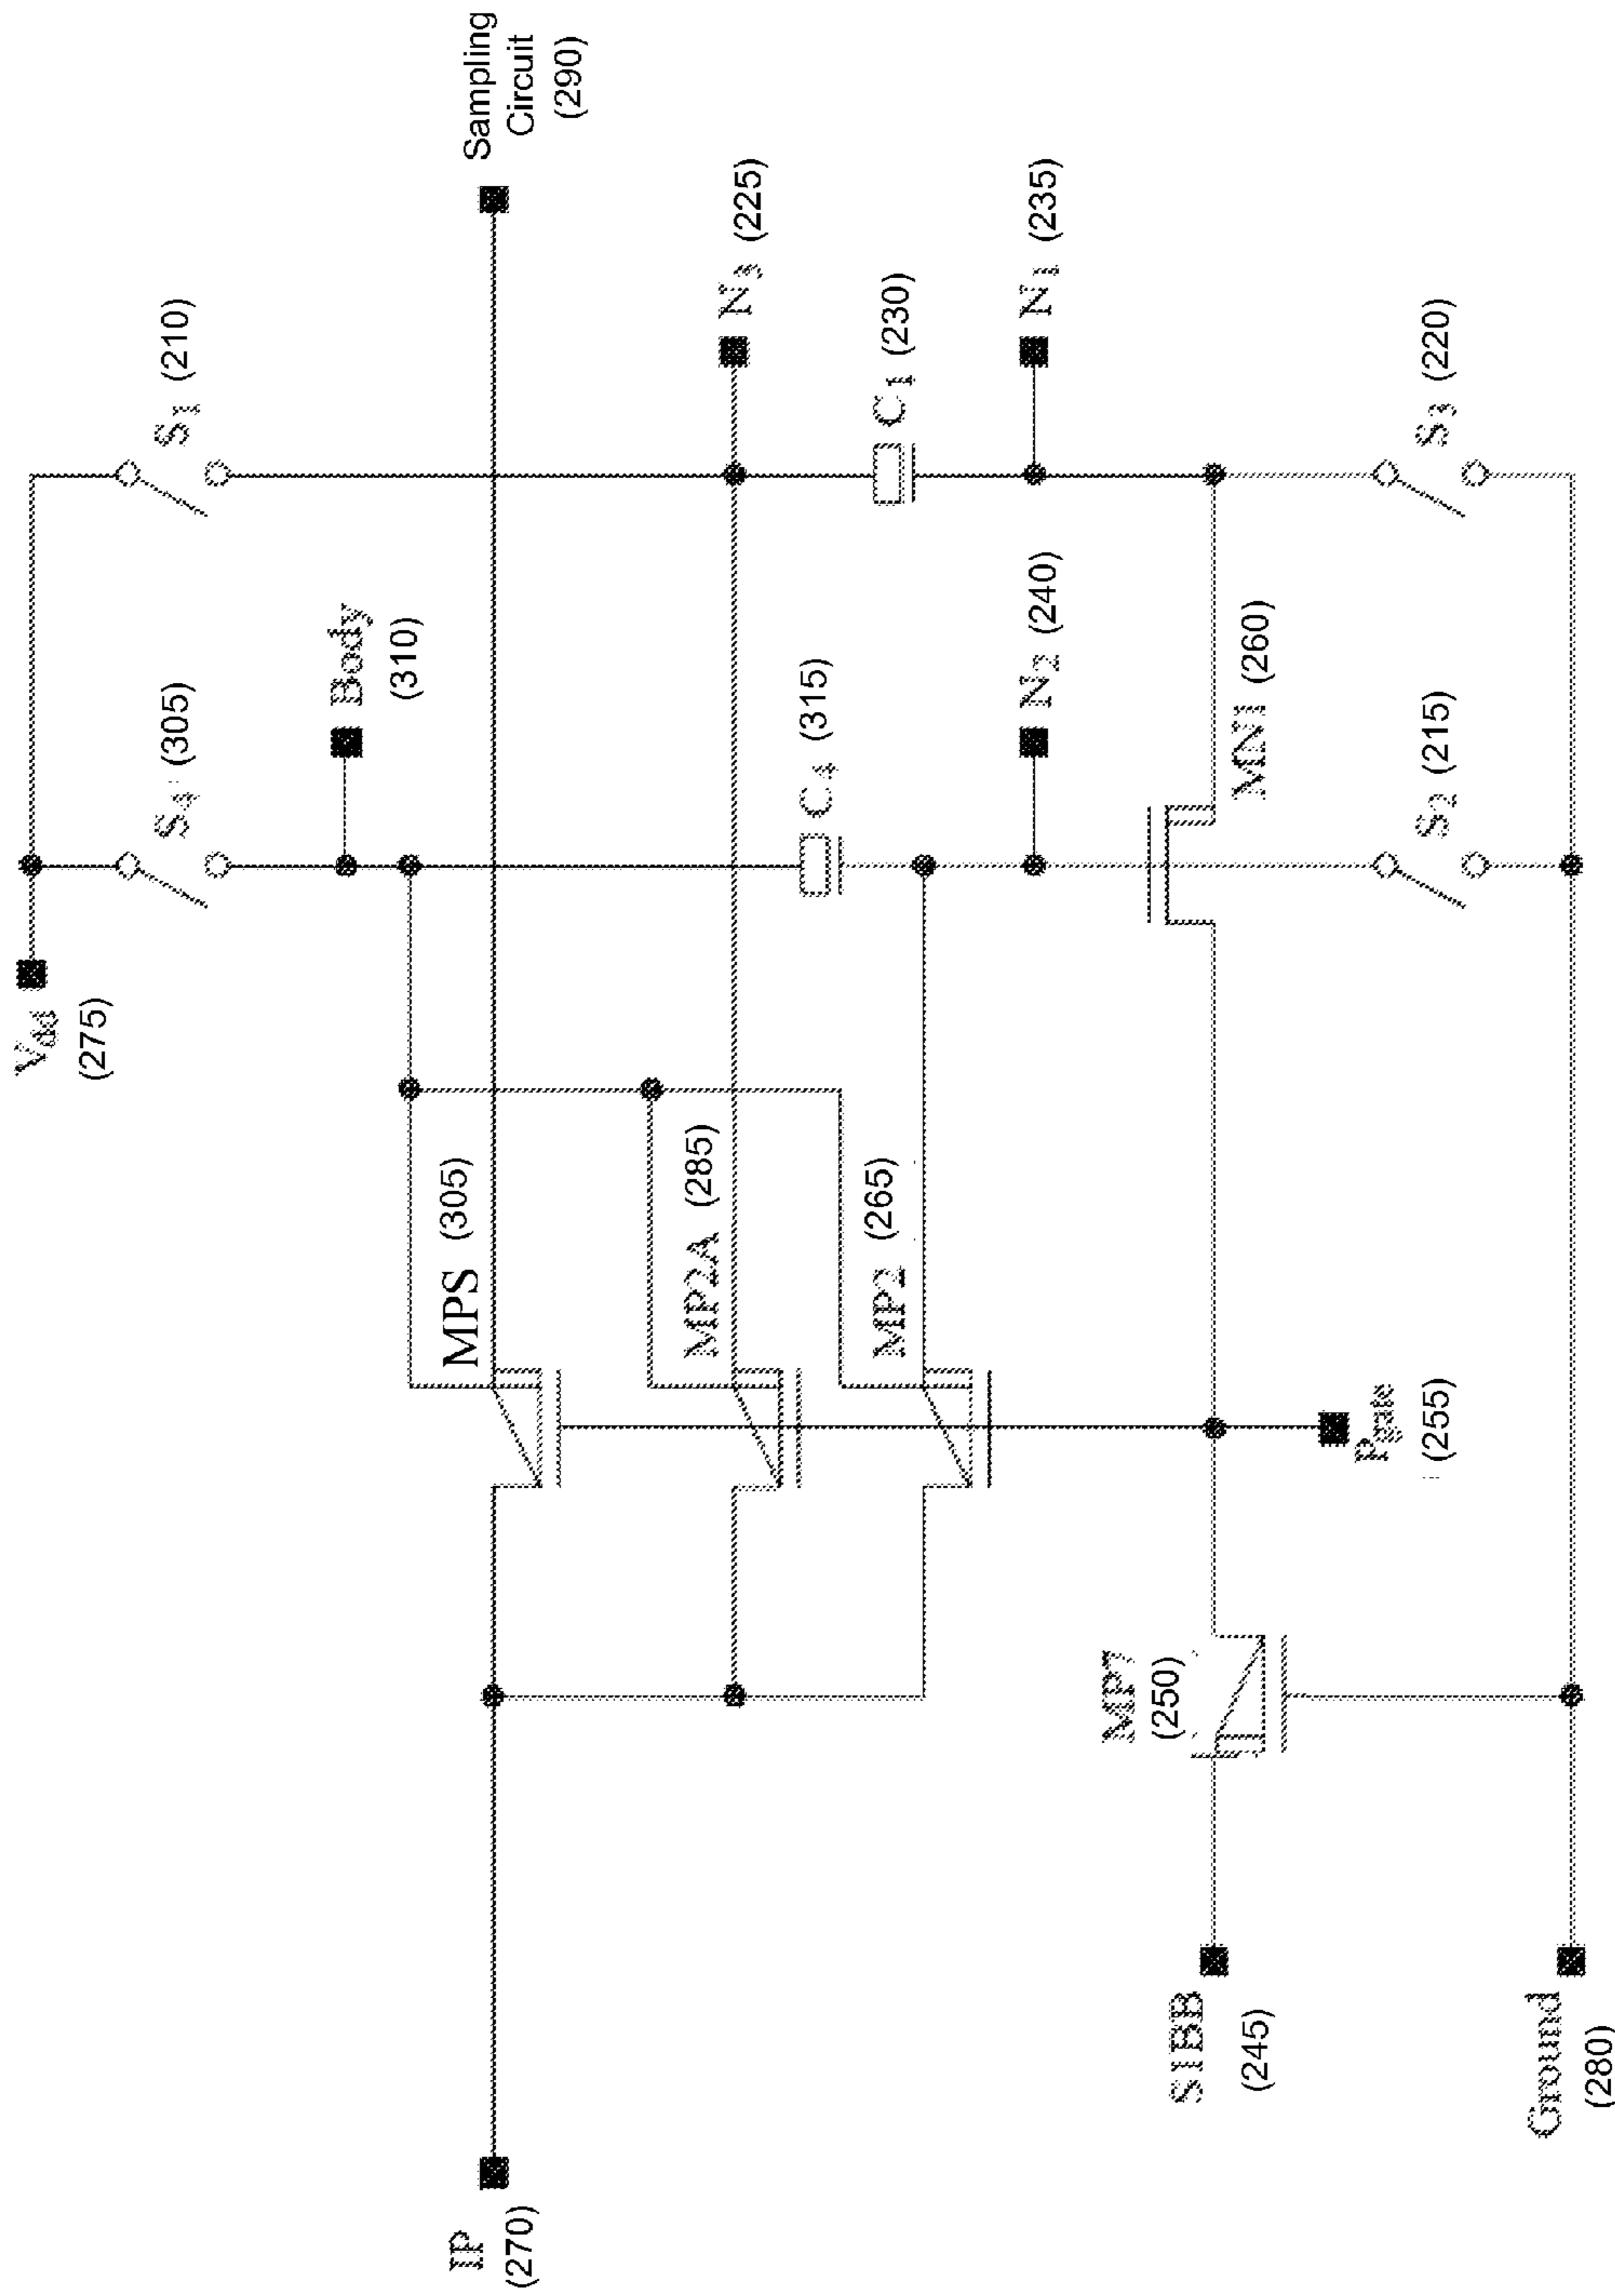 Vdd
(275)
S4 (305)
S1 (210)
Body
(310)
Sampling
Circuit
(290)
MPS (305)
MP2A (285)
MP2 (265)
C4 (315)
C1 (230)
N3 (225)
N2 (240)
N1 (235)
IP
(270)
MP7
(250)
MN1 (260)
S1BB
(245)
Pgate
(255)
S2 (215)
S3 (220)
Ground
(280)